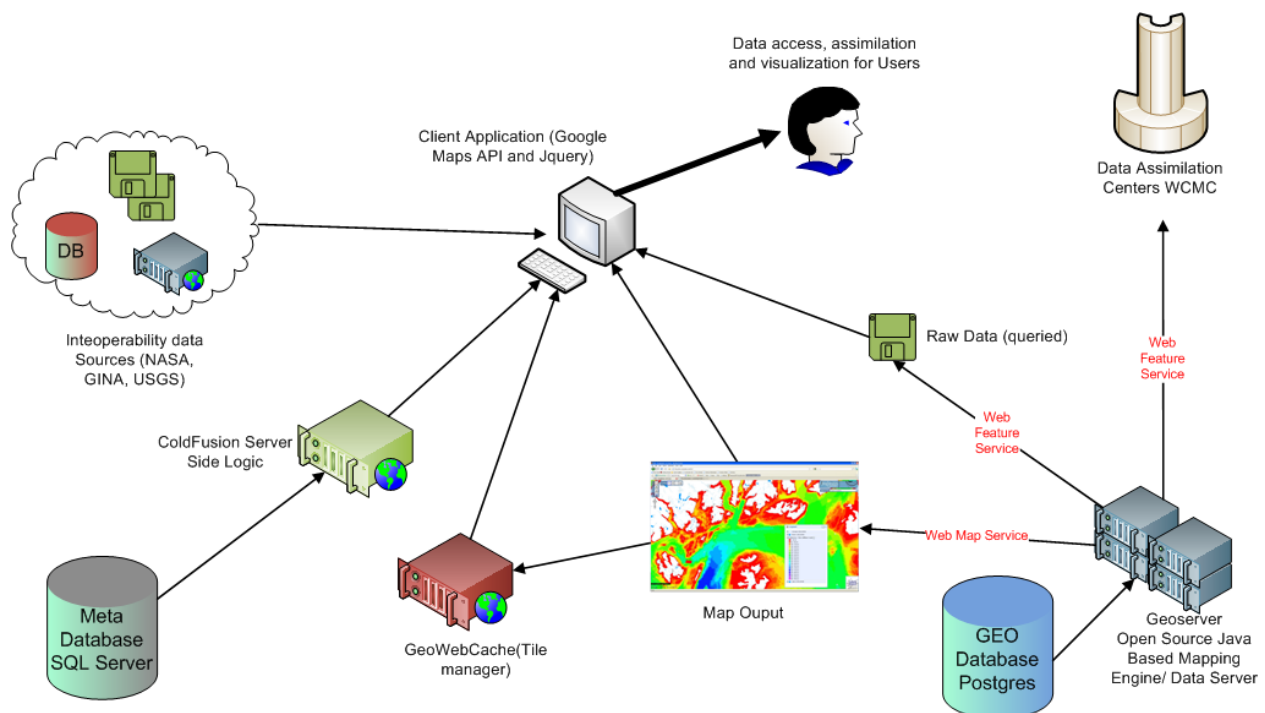 Data access, assimilation
and visualization for Users
Client Application (Google
Maps API and Jquery)
Data Assimilation
Centers WCMC
DB
Inteoperability data
Sources (NASA,
GINA, USGS)
Raw Data (queried)
Web
Feature
Service
Web
Feature
Service
ColdFusion Server
Side Logic
Web Map Service
Map Ouput
Meta
Database
SQL Server
GeoWebCache(Tile
manager)
GEO
Database
Postgres
Geoserver
Open Source Java
Based Mapping
Engine/ Data Server